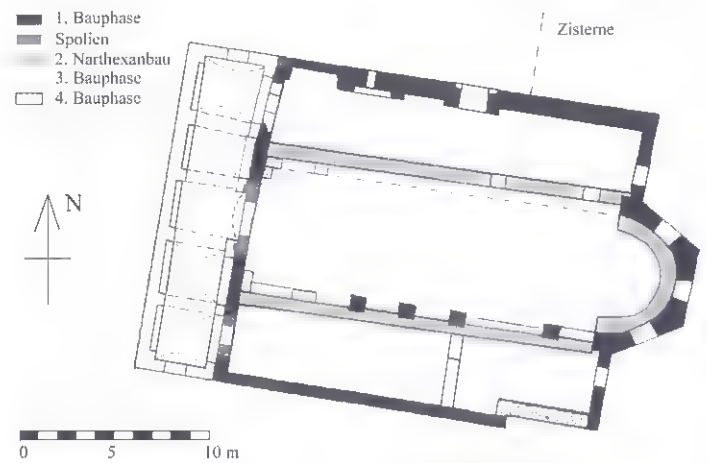 1. Bauphase
Spolien
2. Narthexanbau
3. Bauphase
4. Bauphase
Zisterne
N
0 5 10 m